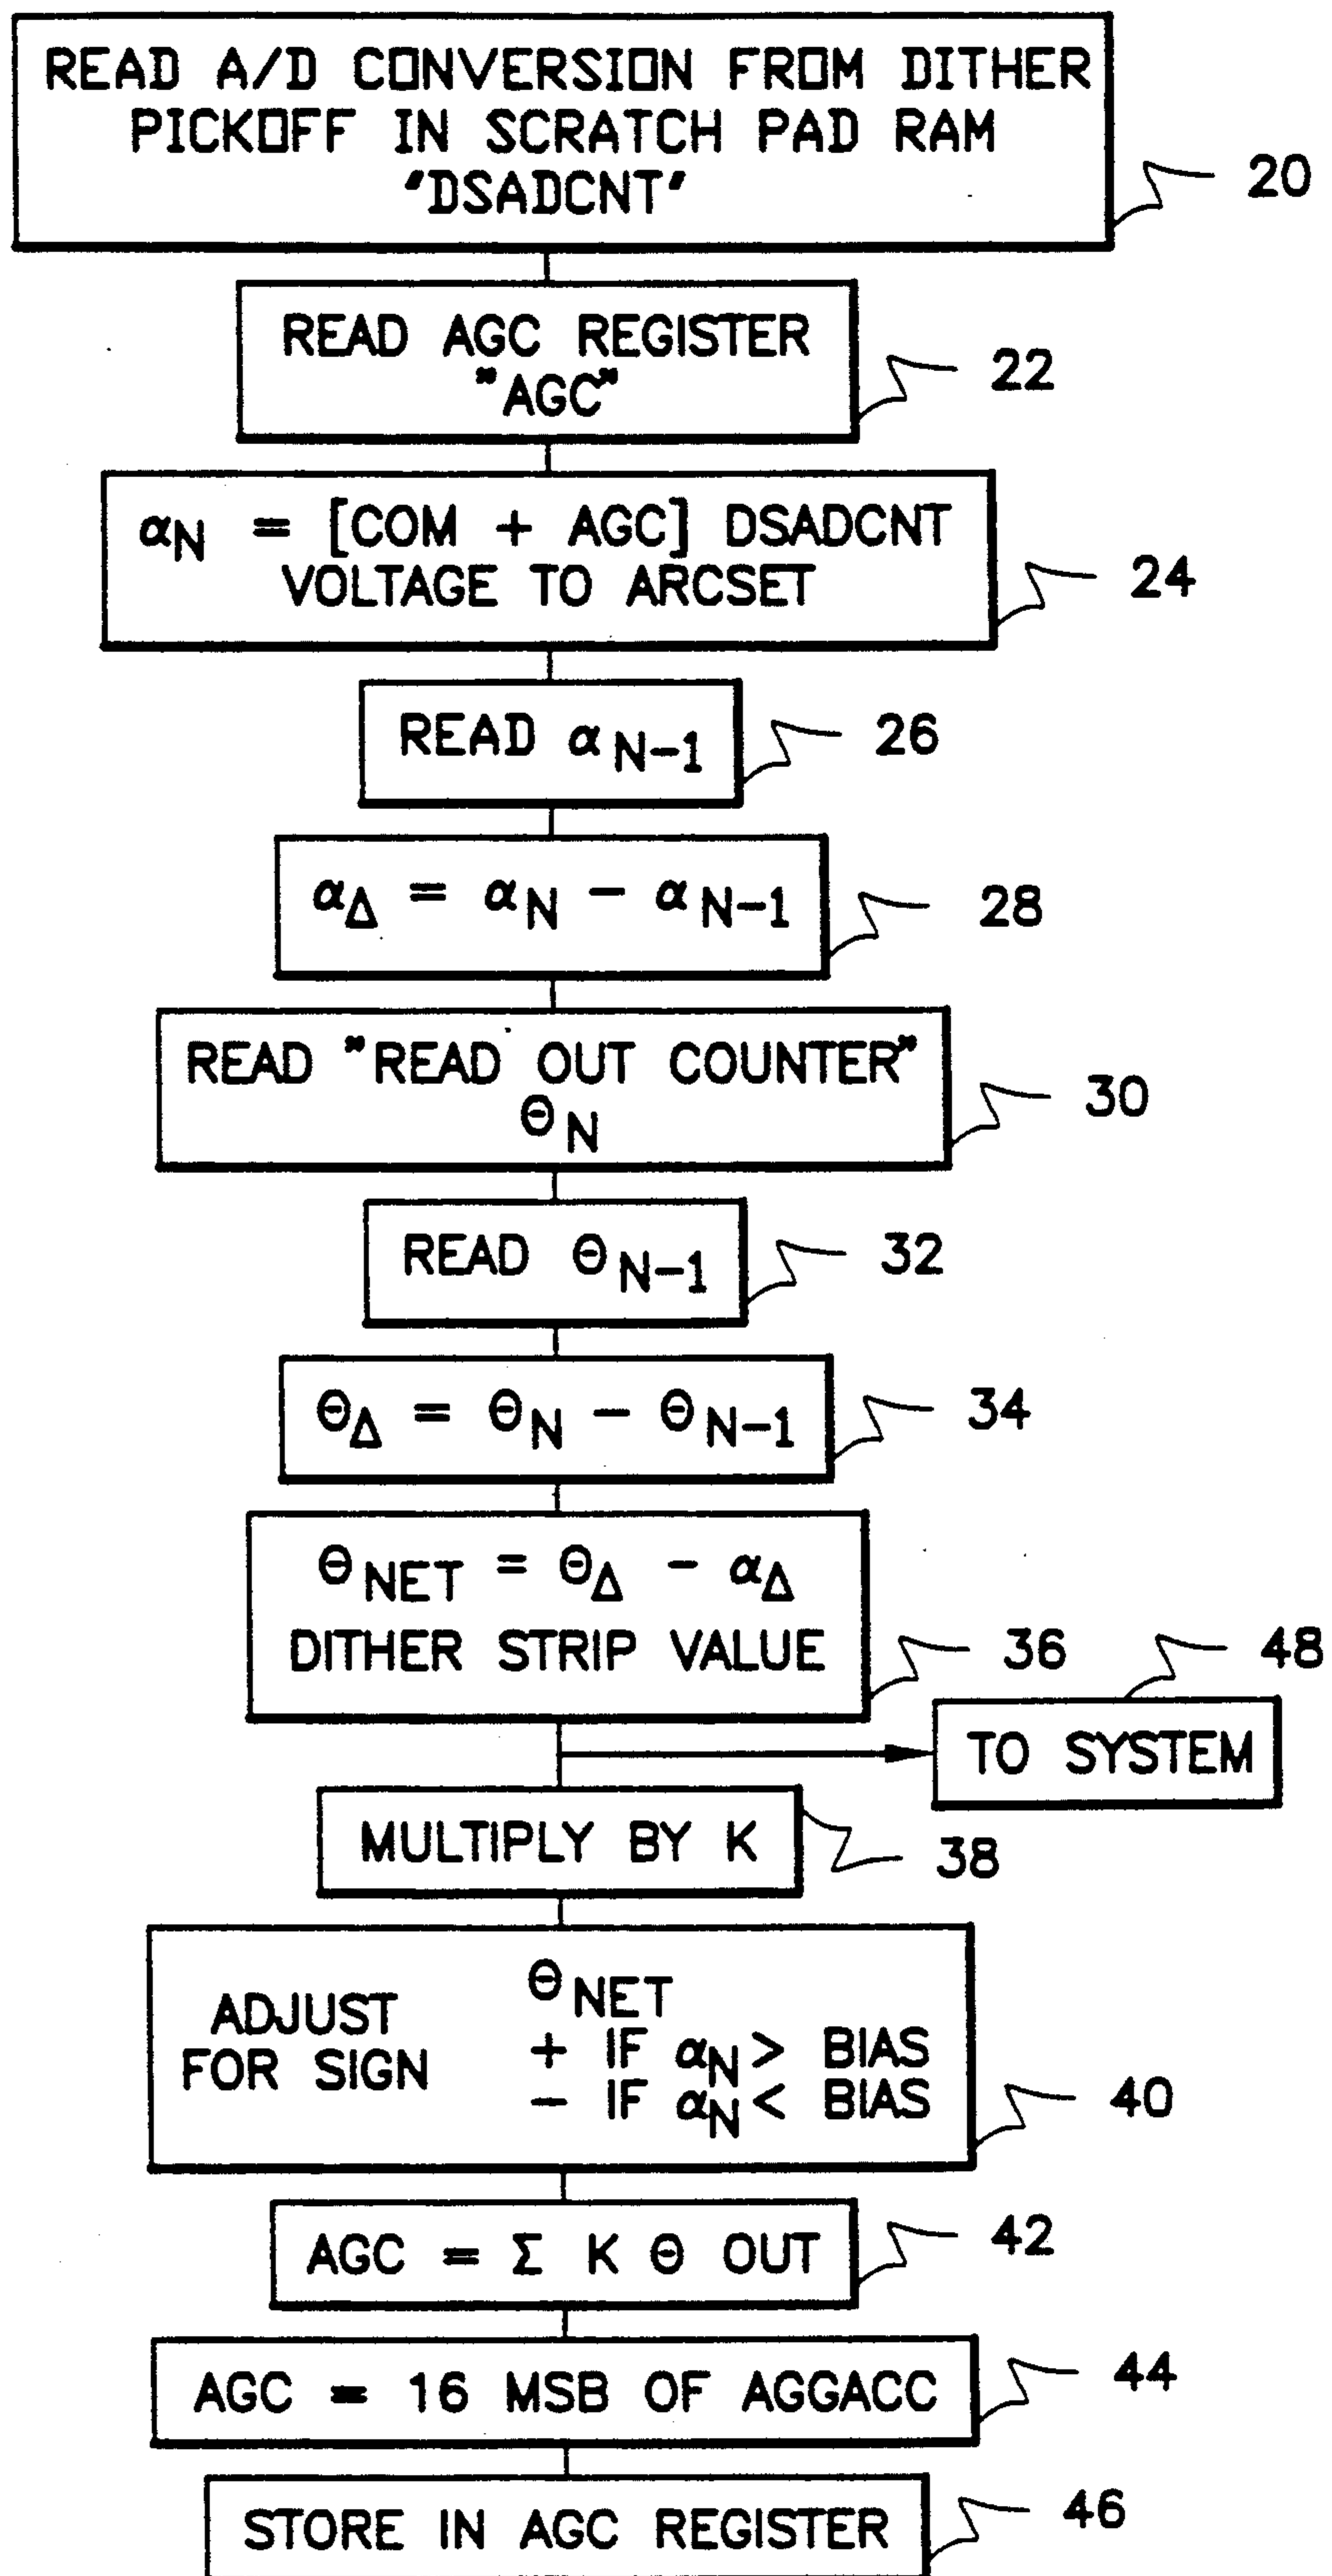 READ A/D CONVERSION FROM DITHER
PICKOFF IN SCRATCH PAD RAM
"DSADCNT"
20
READ AGC REGISTER
"AGC"
22
αN = [COM + AGC] DSADCNT
VOLTAGE TO ARCSET
24
READ αN-1
26
αΔ = αN - αN-1
28
READ "READ OUT COUNTER"
ΘN
30
READ ΘN-1
32
ΘΔ = ΘN - ΘN-1
34
ΘNET = ΘΔ - αΔ
DITHER STRIP VALUE
36
48
TO SYSTEM
MULTIPLY BY K
38
ADJUST
FOR SIGN
ΘNET
+ IF αN > BIAS
- IF αN < BIAS
40
AGC = Σ K Θ OUT
42
AGC = 16 MSB OF AGGACC
44
STORE IN AGC REGISTER
46